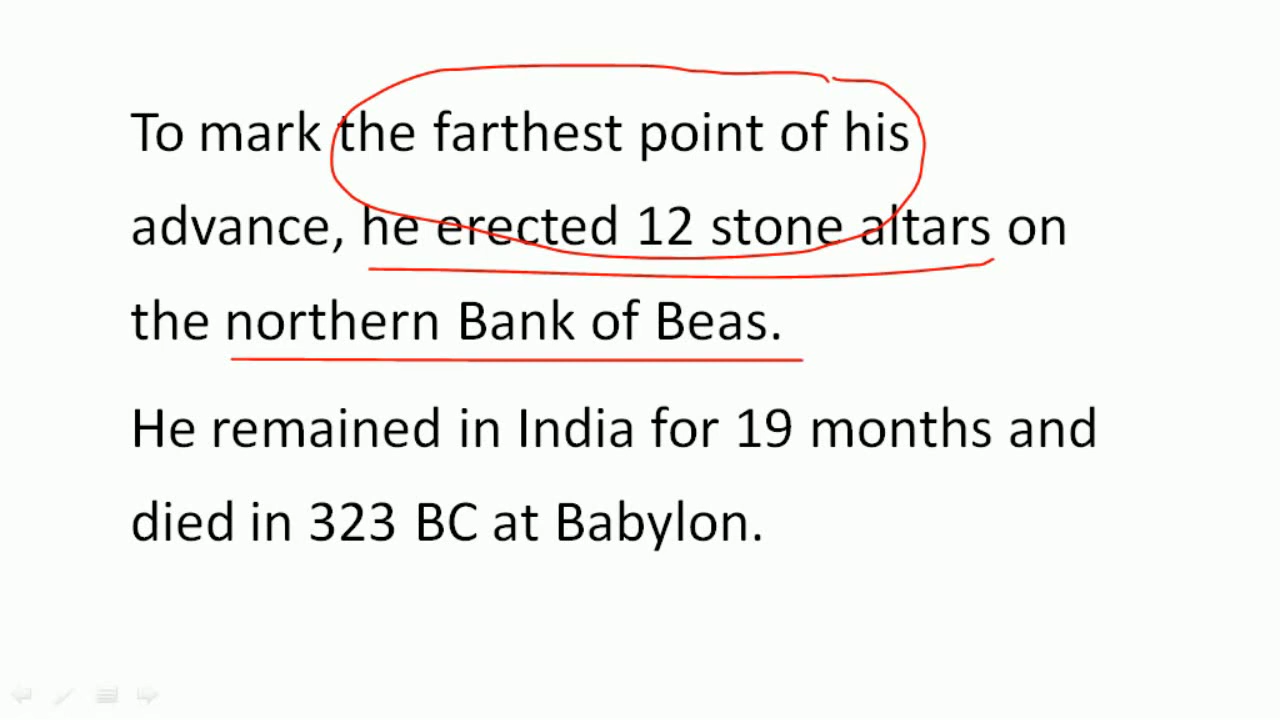 To mark the farthest point of his
advance, he erected 12 stone altars on
the northern Bank of Beas.
He remained in India for 19 months and
died in 323 BC at Babylon.